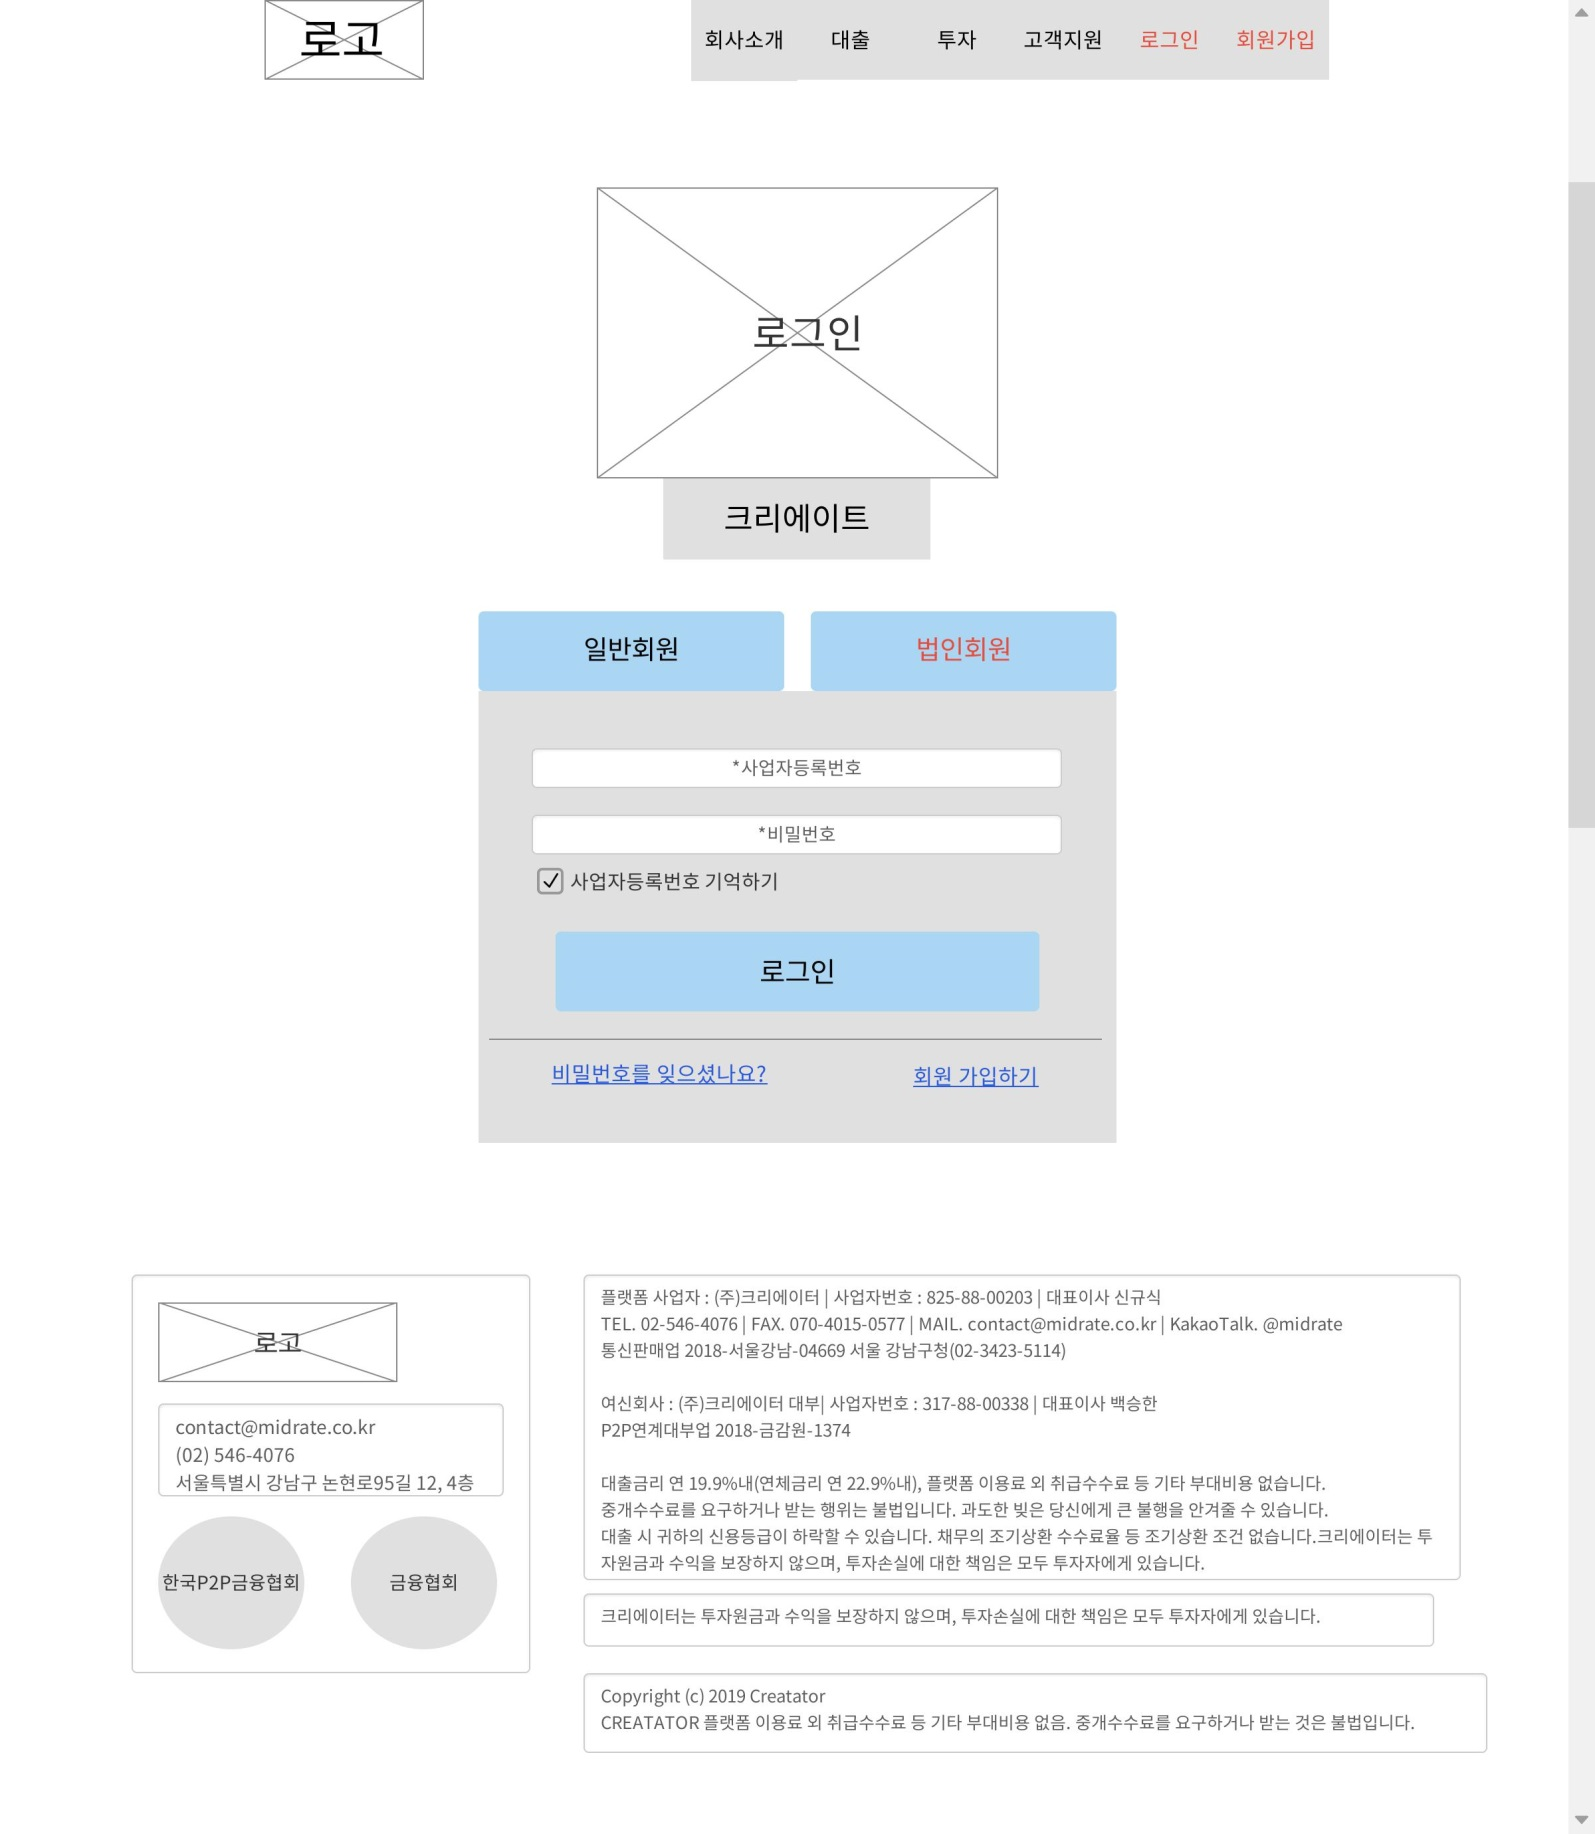 로고
회사소개 대출 투자 고객지원 로그인 회원가입
로그인
크리에이트
일반회원 법인회원
*사업자등록번호
*비밀번호
사업자등록번호 기억하기
로그인
비밀번호를 잊으셨나요? 회원 가입하기
로고
contact@midrate.co.kr
(02) 546-4076
서울특별시 강남구 논현로95길 12, 4층
한국P2P금융협회 금융협회
플랫폼 사업자 : (주)크리에이터 | 사업자번호 : 825-88-00203 | 대표이사 신규식
TEL. 02-546-4076 | FAX. 070-4015-0577 | MAIL. contact@midrate.co.kr | KakaoTalk. @midrate
통신판매업 2018-서울강남-04669 서울 강남구청(02-3423-5114)
여신회사 : (주)크리에이터 대부| 사업자번호 : 317-88-00338 | 대표이사 백승한
P2P연계대부업 2018-금감원-1374
대출금리 연 19.9%내(연체금리 연 22.9%내), 플랫폼 이용료 외 취급수수료 등 기타 부대비용 없습니다.
중개수수료를 요구하거나 받는 행위는 불법입니다. 과도한 빚은 당신에게 큰 불행을 안겨줄 수 있습니다.
대출 시 귀하의 신용등급이 하락할 수 있습니다. 채무의 조기상환 수수료율 등 조기상환 조건 없습니다.크리에이터는 투
자원금과 수익을 보장하지 않으며, 투자손실에 대한 책임은 모두 투자자에게 있습니다.
크리에이터는 투자원금과 수익을 보장하지 않으며, 투자손실에 대한 책임은 모두 투자자에게 있습니다.
Copyright (c) 2019 Creatator
CREATATOR 플랫폼 이용료 외 취급수수료 등 기타 부대비용 없음. 중개수수료를 요구하거나 받는 것은 불법입니다.